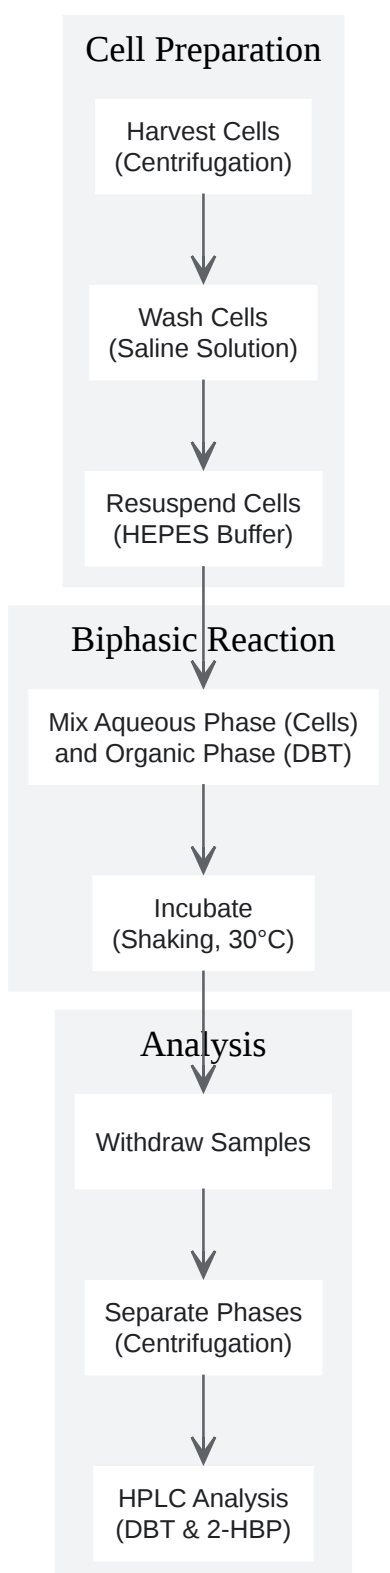 Cell Preparation
Harvest Cells
(Centrifugation)
Wash Cells
(Saline Solution)
Resuspend Cells
(HEPES Buffer)
Biphasic Reaction
Mix Aqueous Phase (Cells)
and Organic Phase (DBT)
Incubate
(Shaking, 30°C)
Analysis
Withdraw Samples
Separate Phases
(Centrifugation)
HPLC Analysis
(DBT & 2-HBP)